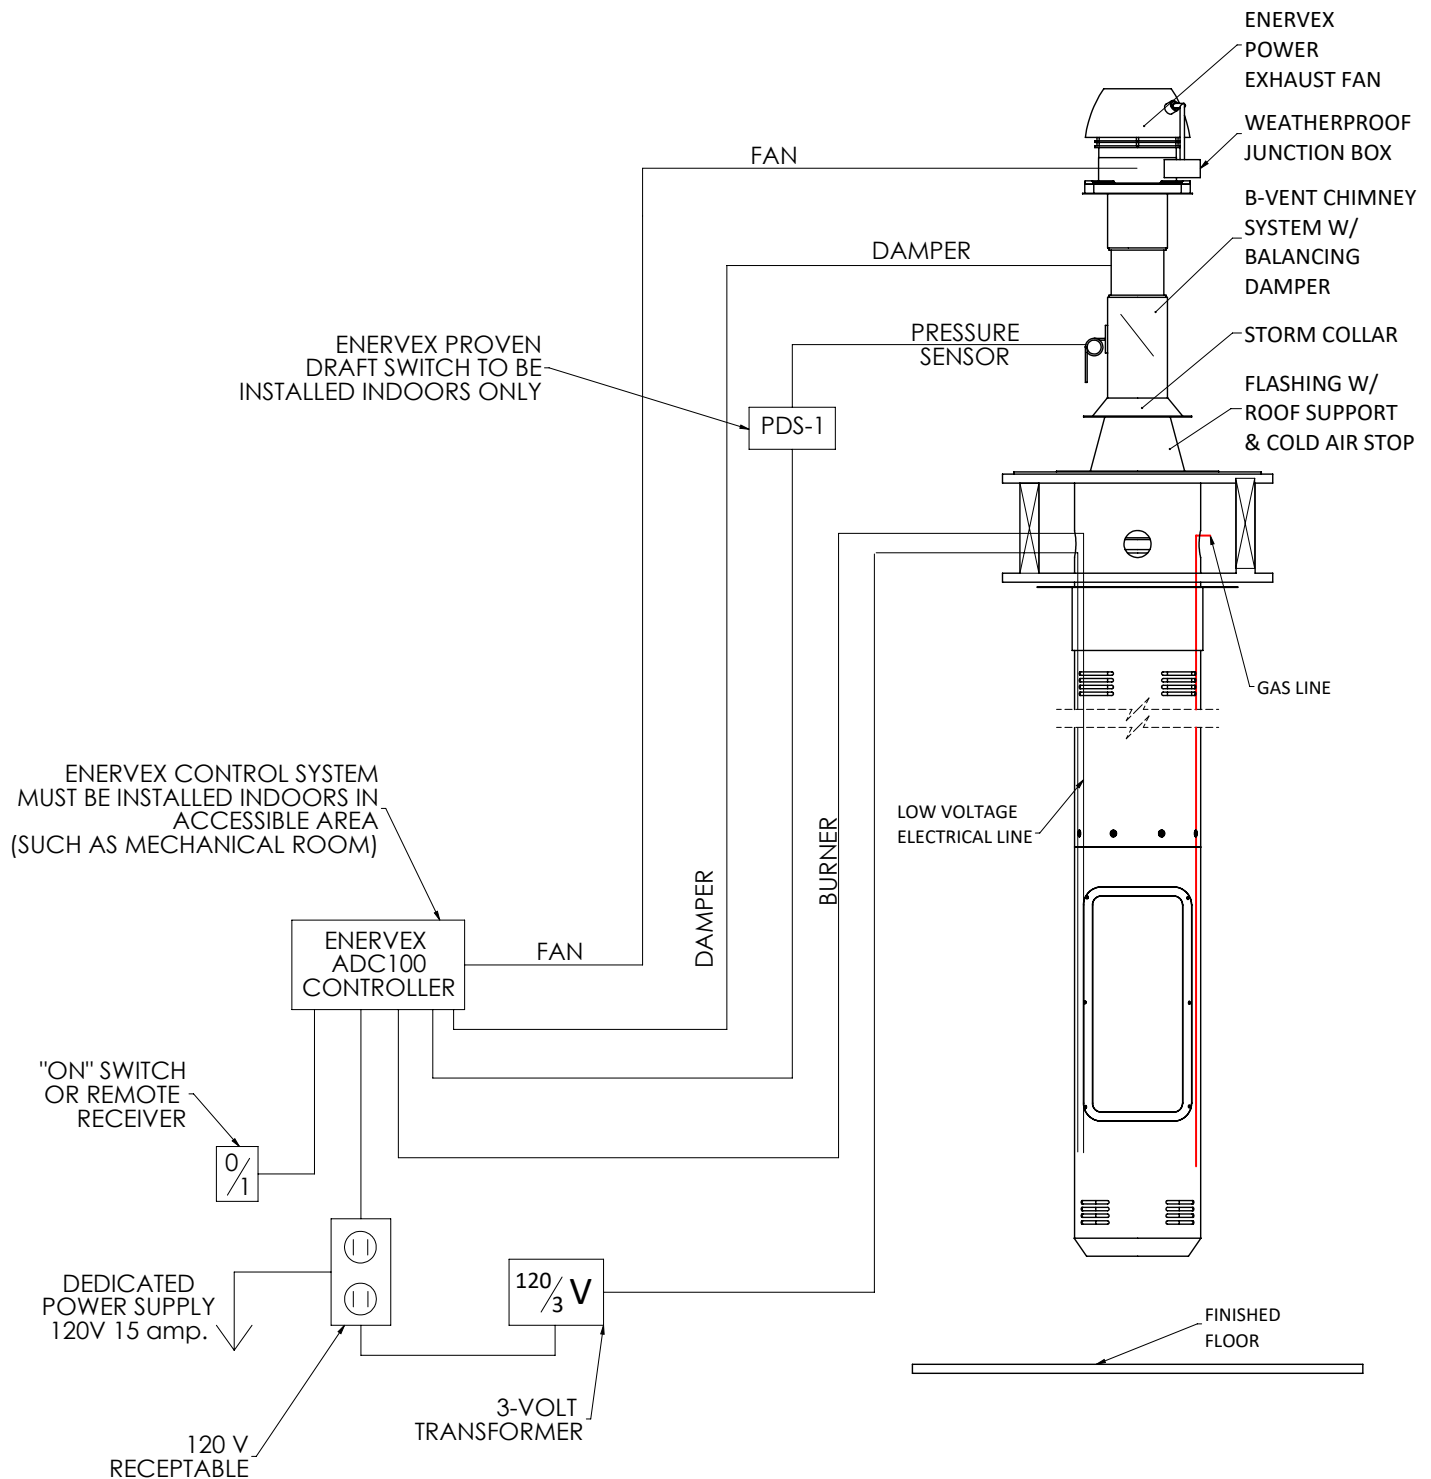 ENERVEX
POWER
EXHAUST FAN
WEATHERPROOF
JUNCTION BOX
FAN
B-VENT CHIMNEY
SYSTEM W/
BALANCING
DAMPER
DAMPER
PRESSURE
SENSOR
STORM COLLAR
ENERVEX PROVEN
DRAFT SWITCH TO BE
INSTALLED INDOORS ONLY
FLASHING W/
ROOF SUPPORT
& COLD AIR STOP
PDS-1
GAS LINE
ENERVEX CONTROL SYSTEM
MUST BE INSTALLED INDOORS IN
ACCESSIBLE AREA
(SUCH AS MECHANICAL ROOM)
LOW VOLTAGE
ELECTRICAL LINE
BURNER
DAMPER
ENERVEX
ADC100
CONTROLLER
FAN
"ON" SWITCH
OR REMOTE
RECEIVER
0/1
DEDICATED
POWER SUPPLY
120V 15 amp.
120/3 V
FINISHED
FLOOR
3-VOLT
TRANSFORMER
120 V
RECEPTABLE